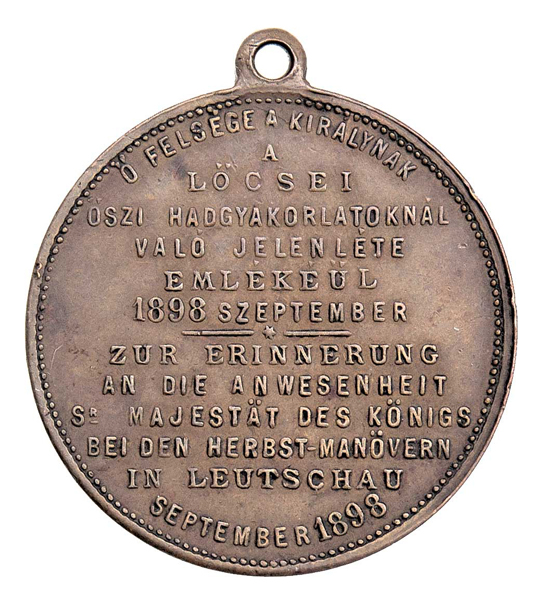 Ő FELSÉGE A KIRÁLYNAK
A
LŐCSEI
ŐSZI HADGYAKORLATOKNÁL
VALÓ JELENLÉTE
EMLÉKEÜL
1898 SZEPTEMBER
ZUR ERINNERUNG
AN DIE ANWESENHEIT
SR MAJESTÄT DES KÖNIGS
BEI DEN HERBST-MANÖVERN
IN LEUTSCHAU
SEPTEMBER 1898